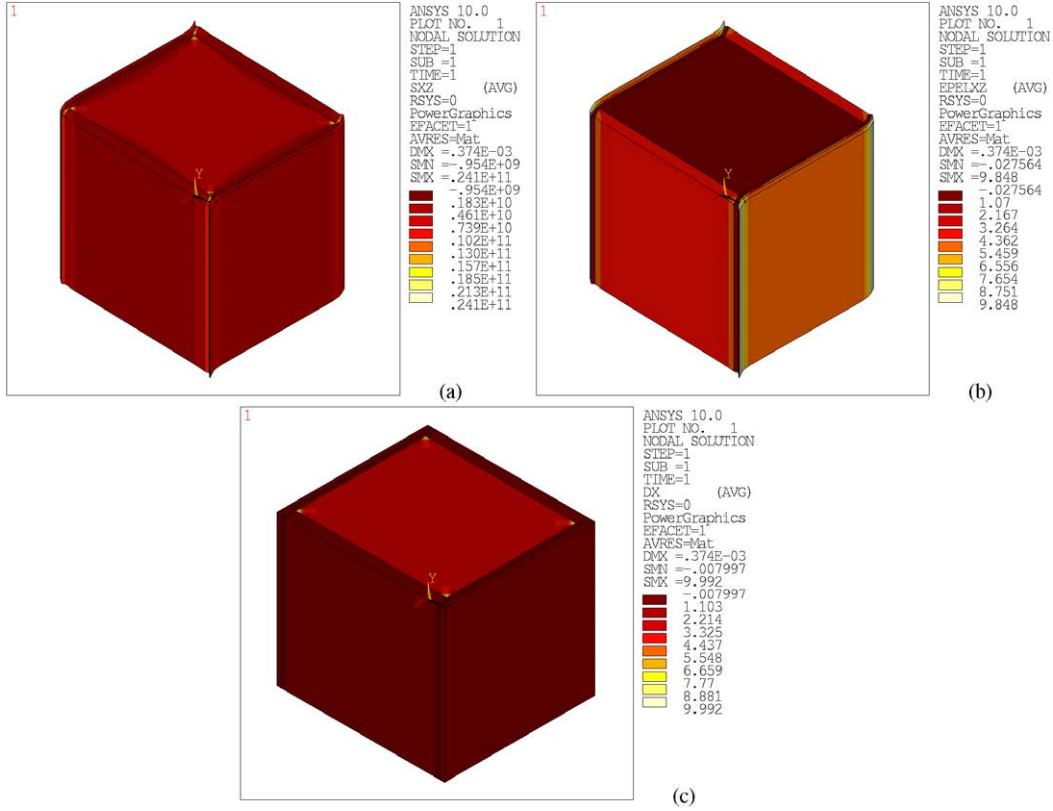 1
Y
ANSYS 10.0
PLOT NO. 1
NODAL SOLUTION
STEP=1
SUB =1
TIME=1
SXZ (AVG)
RSYS=0
PowerGraphics
EFACET=1
AVRES=Mat
DMX =.374E-03
SMN =-.954E+09
SMX =.241E+11
-.954E+09
.183E+10
.461E+10
.739E+10
.102E+11
.130E+11
.157E+11
.185E+11
.213E+11
.241E+11
(a)
1
Y
ANSYS 10.0
PLOT NO. 1
NODAL SOLUTION
STEP=1
SUB =1
TIME=1
EPELXZ (AVG)
RSYS=0
PowerGraphics
EFACET=1
AVRES=Mat
DMX =.374E-03
SMN =-.027564
SMX =9.848
-.027564
1.07
2.167
3.264
4.362
5.459
6.556
7.654
8.751
9.848
(b)
1
Y
ANSYS 10.0
PLOT NO. 1
NODAL SOLUTION
STEP=1
SUB =1
TIME=1
DX (AVG)
RSYS=0
PowerGraphics
EFACET=1
AVRES=Mat
DMX =.374E-03
SMN =-.007997
SMX =9.992
-.007997
1.103
2.214
3.325
4.437
5.548
6.659
7.77
8.881
9.992
(c)